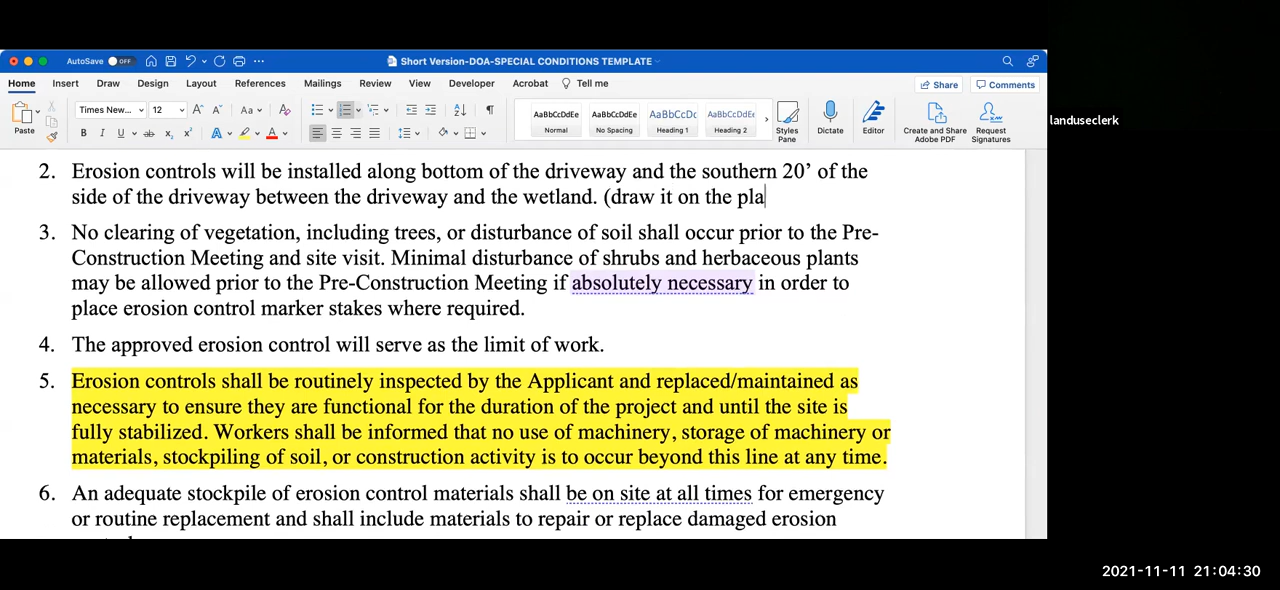 AutoSave OFF Short Version-DOA-SPECIAL CONDITIONS TEMPLATE
Home Insert Draw Design Layout References Mailings Review View Developer Acrobat Tell me Share Comments
Paste Times New... 12 Aa AaBbCcDdEe AaBbCcDdEe AaBbCcDc AaBbCcDdEe
B I U ab x₂ x² A A Normal No Spacing Heading 1 Heading 2 Styles Pane Dictate Editor Create and Share Adobe PDF Request Signatures
landuseclerk
2. Erosion controls will be installed along bottom of the driveway and the southern 20’ of the
side of the driveway between the driveway and the wetland. (draw it on the pla
3. No clearing of vegetation, including trees, or disturbance of soil shall occur prior to the Pre-
Construction Meeting and site visit. Minimal disturbance of shrubs and herbaceous plants
may be allowed prior to the Pre-Construction Meeting if absolutely necessary in order to
place erosion control marker stakes where required.
4. The approved erosion control will serve as the limit of work.
5. Erosion controls shall be routinely inspected by the Applicant and replaced/maintained as
necessary to ensure they are functional for the duration of the project and until the site is
fully stabilized. Workers shall be informed that no use of machinery, storage of machinery or
materials, stockpiling of soil, or construction activity is to occur beyond this line at any time.
6. An adequate stockpile of erosion control materials shall be on site at all times for emergency
or routine replacement and shall include materials to repair or replace damaged erosion
2021-11-11 21:04:30